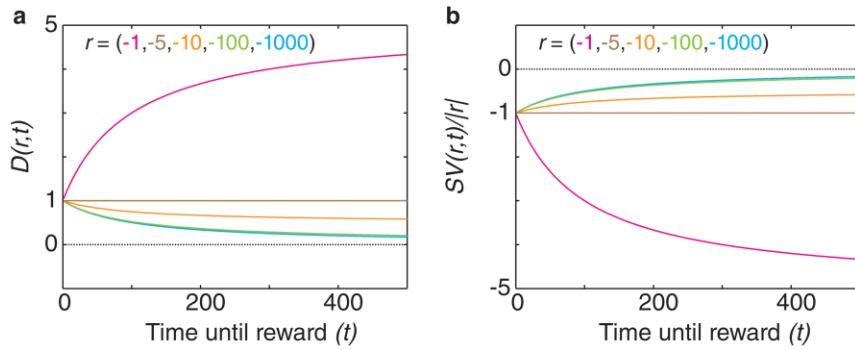 a
r = (-1,-5,-10,-100,-1000)
5
1
0
D(r,t)
0 200 400
Time until reward (t)
b
r = (-1,-5,-10,-100,-1000)
0
-1
-5
SV(r,t)/|r|
0 200 400
Time until reward (t)